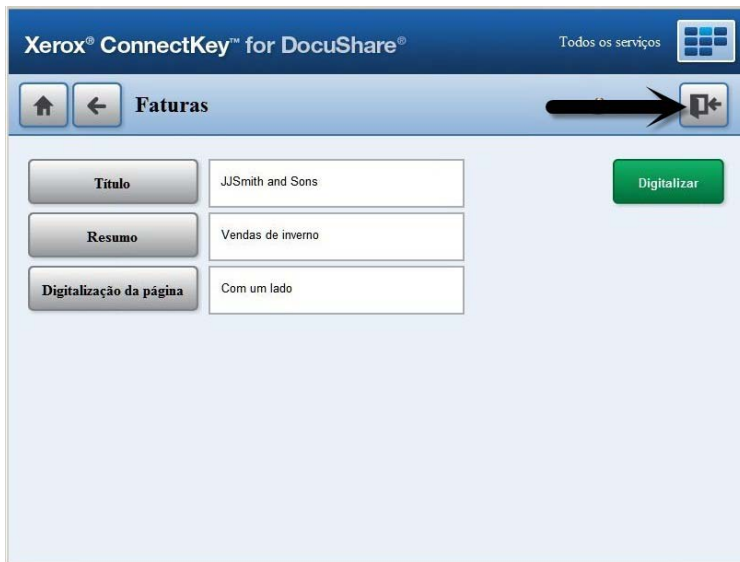 Xerox® ConnectKey™ for DocuShare®
Todos os serviços
Faturas
Título
JJSmith and Sons
Digitalizar
Resumo
Vendas de inverno
Digitalização da página
Com um lado